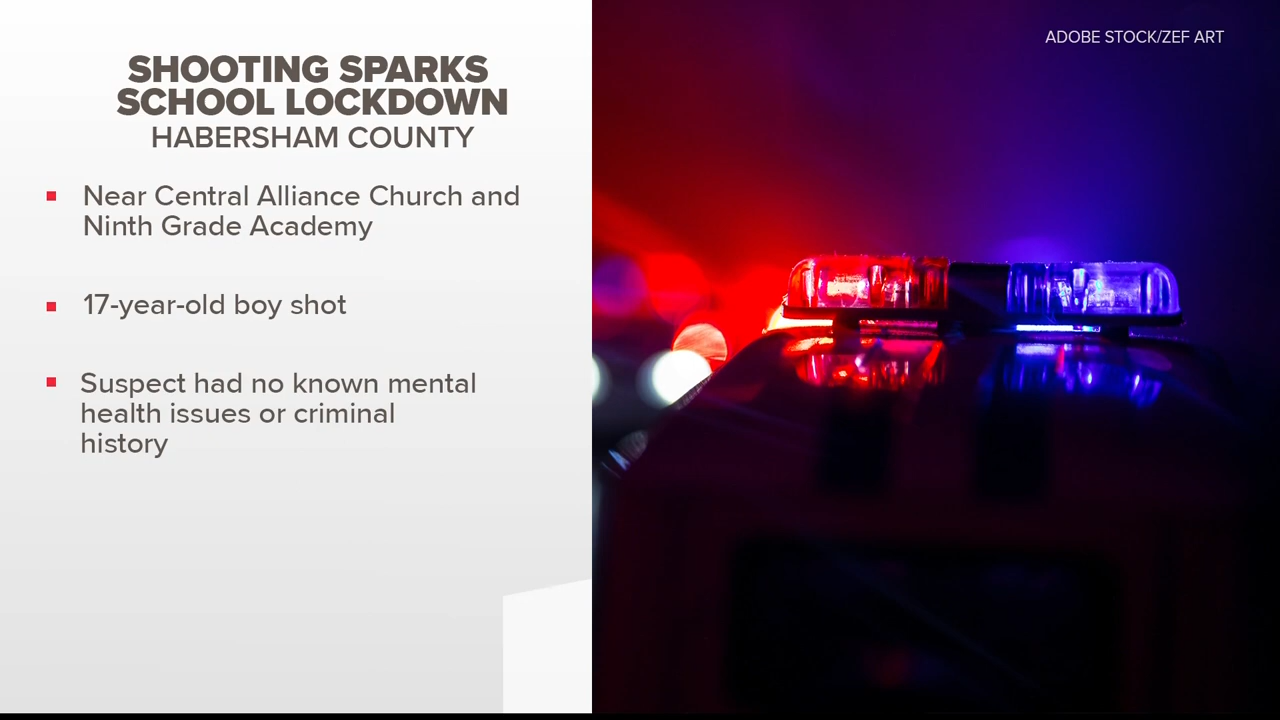 SHOOTING SPARKS
SCHOOL LOCKDOWN
HABERSHAM COUNTY
Near Central Alliance Church and
Ninth Grade Academy
17-year-old boy shot
Suspect had no known mental
health issues or criminal
history
ADOBE STOCK/ZEF ART